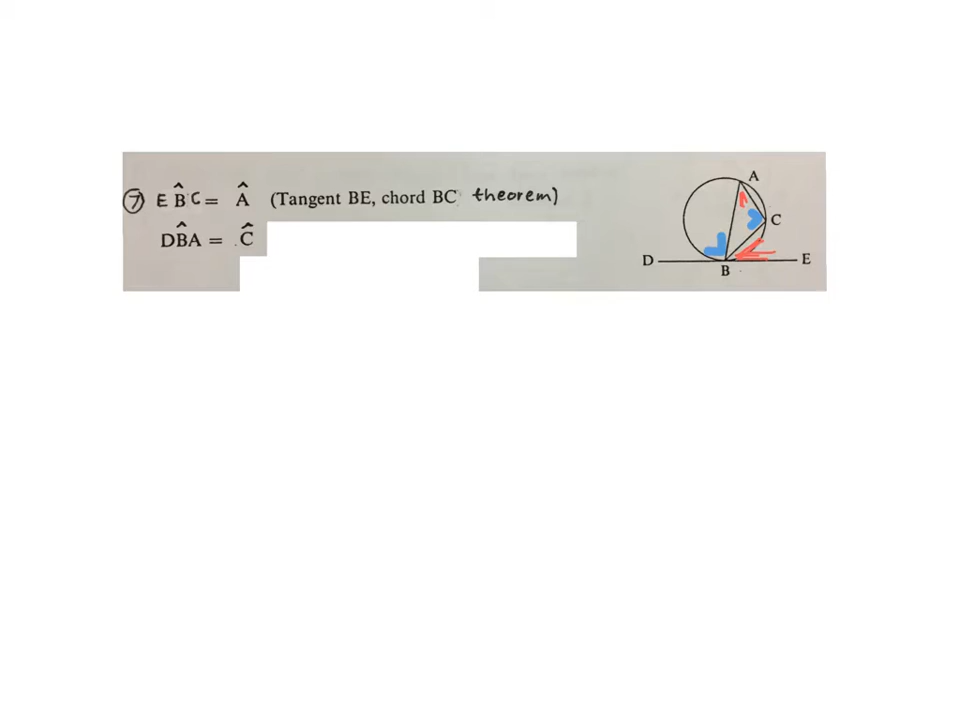 ⑦ EB̂C = Â (Tangent BE, chord BC theorem)
DB̂A = Ĉ
A
C
D
E
B